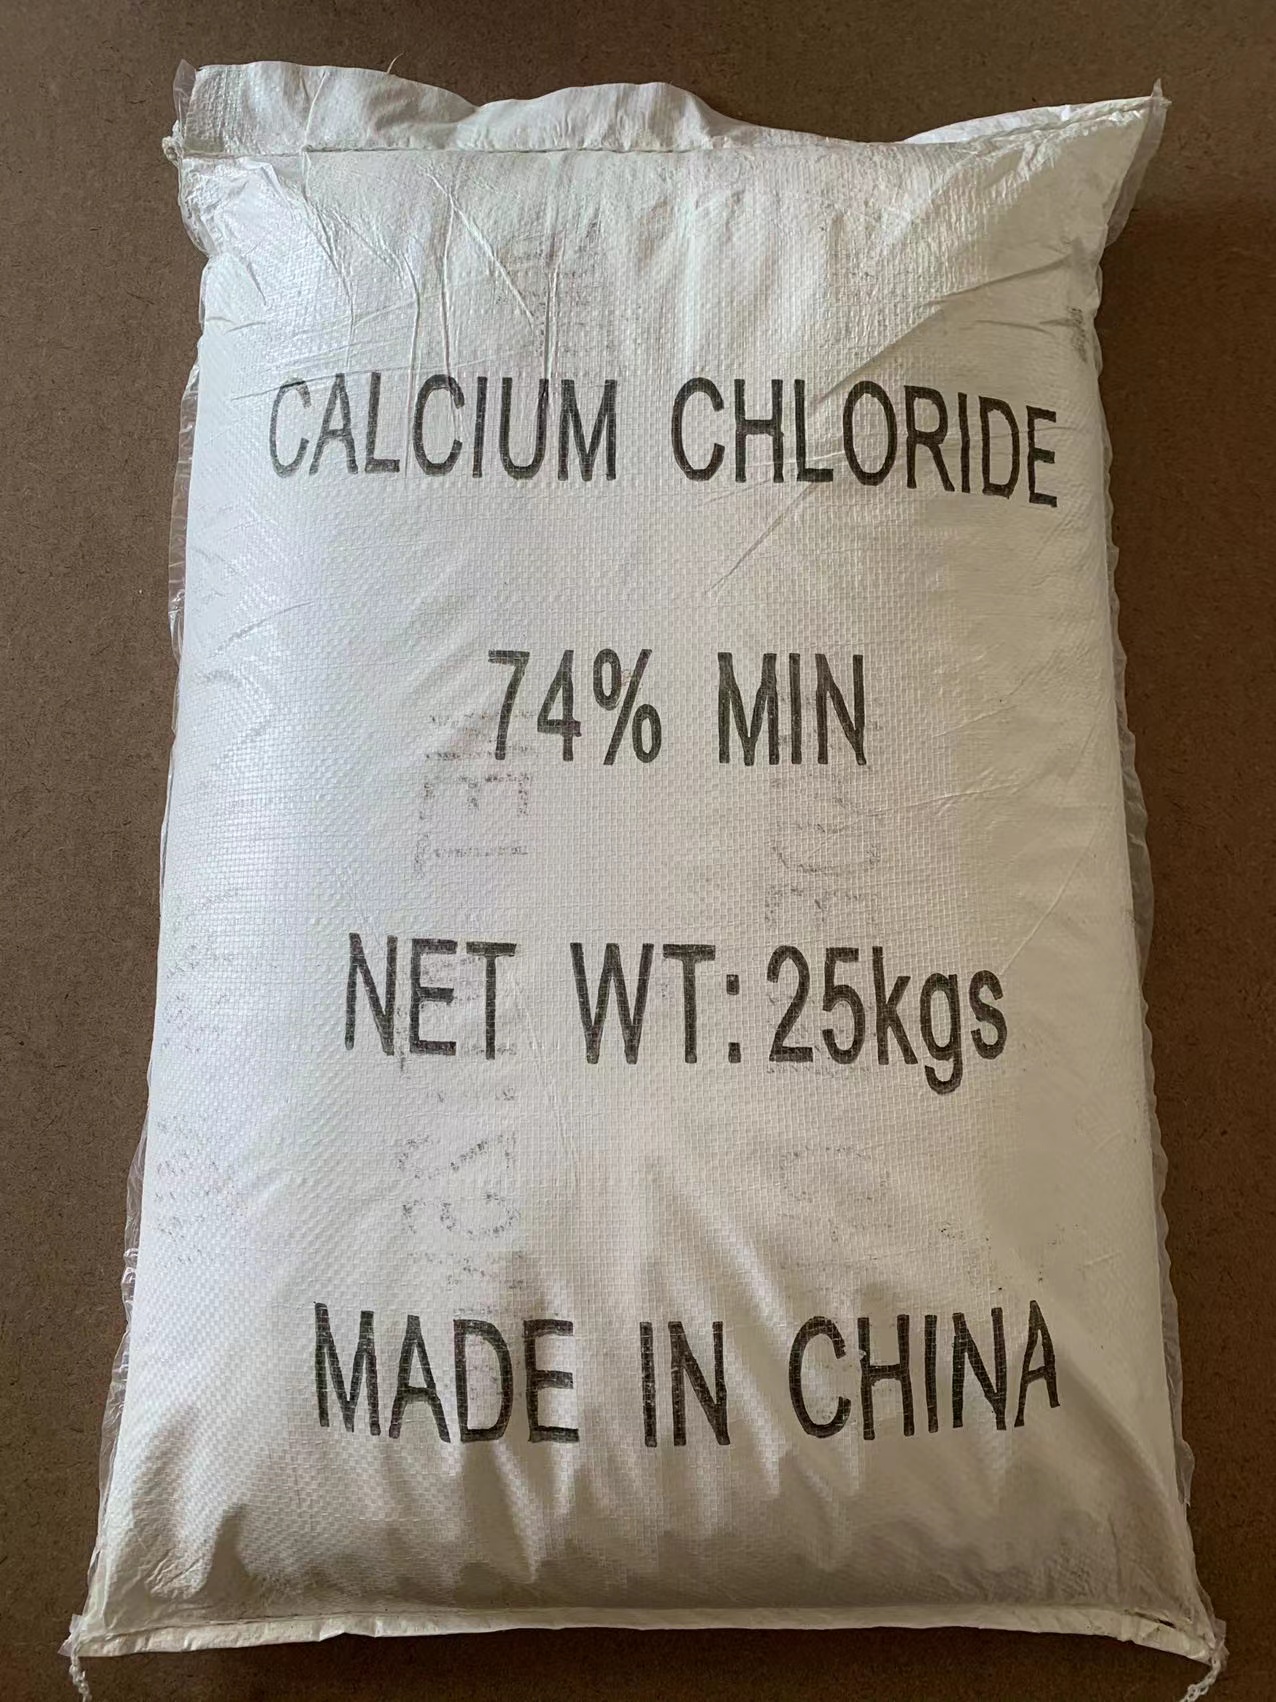 CALCIUM CHLORIDE
74% MIN
NET WT:25kgs
MADE IN CHINA